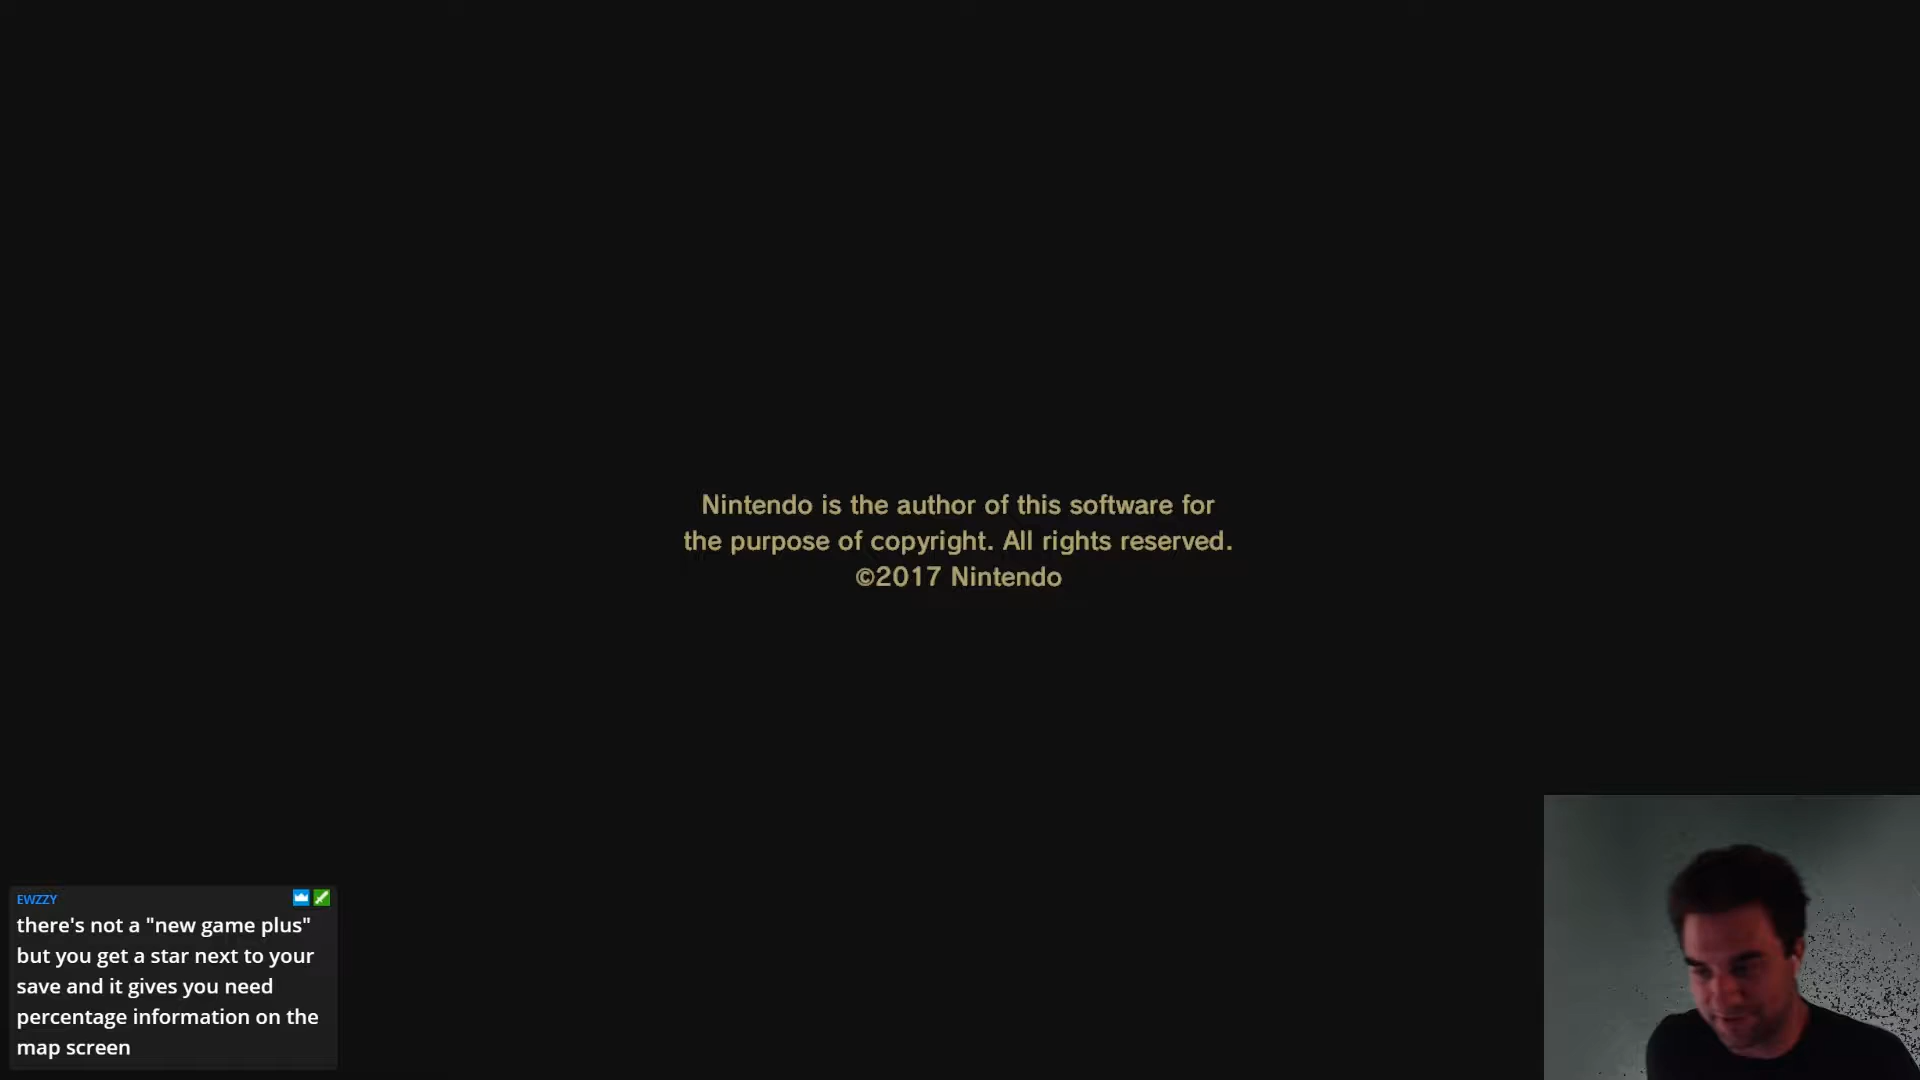 Nintendo is the author of this software for
the purpose of copyright. All rights reserved.
©2017 Nintendo
EWZZY
there's not a "new game plus"
but you get a star next to your
save and it gives you need
percentage information on the
map screen